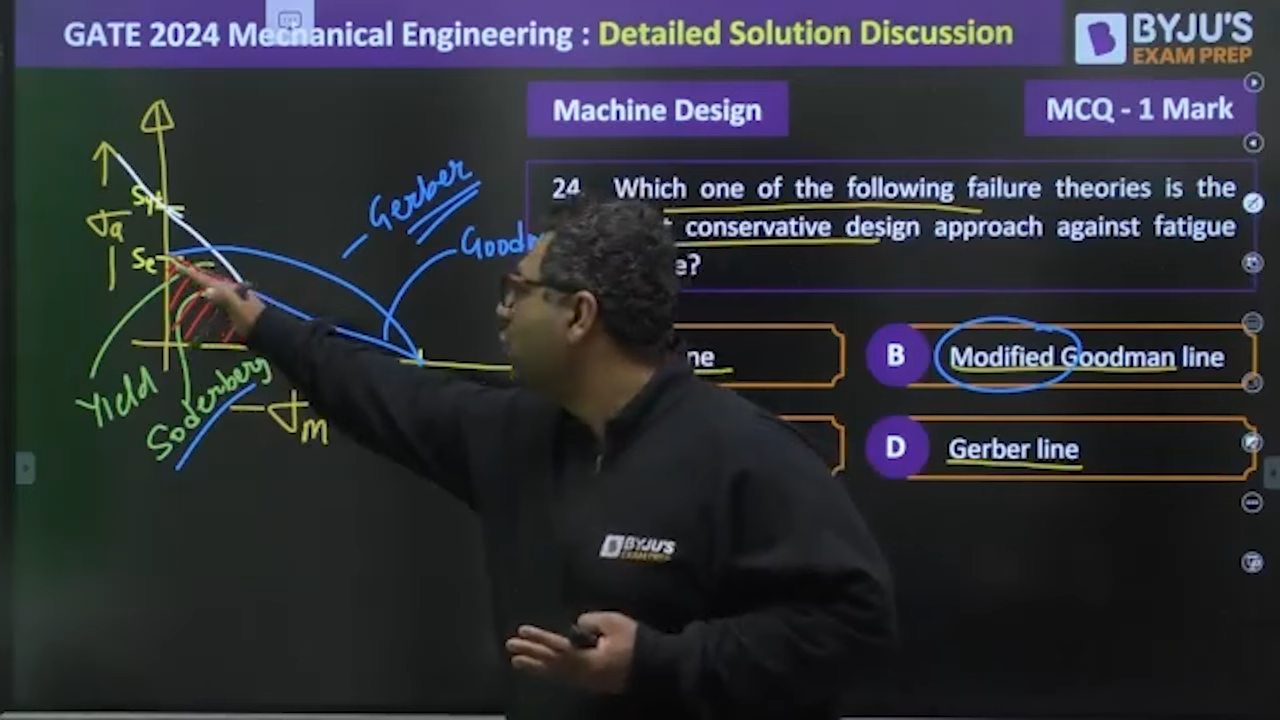 GATE 2024 Mechanical Engineering : Detailed Solution Discussion
BYJU'S
EXAM PREP
Machine Design
MCQ - 1 Mark
24. Which one of the following failure theories is the
conservative design approach against fatigue
B
Modified Goodman line
D
Gerber line
Syt
σa
Se
Gerber
Yield
Soderberg
σm
BYJU'S
EXAM PREP